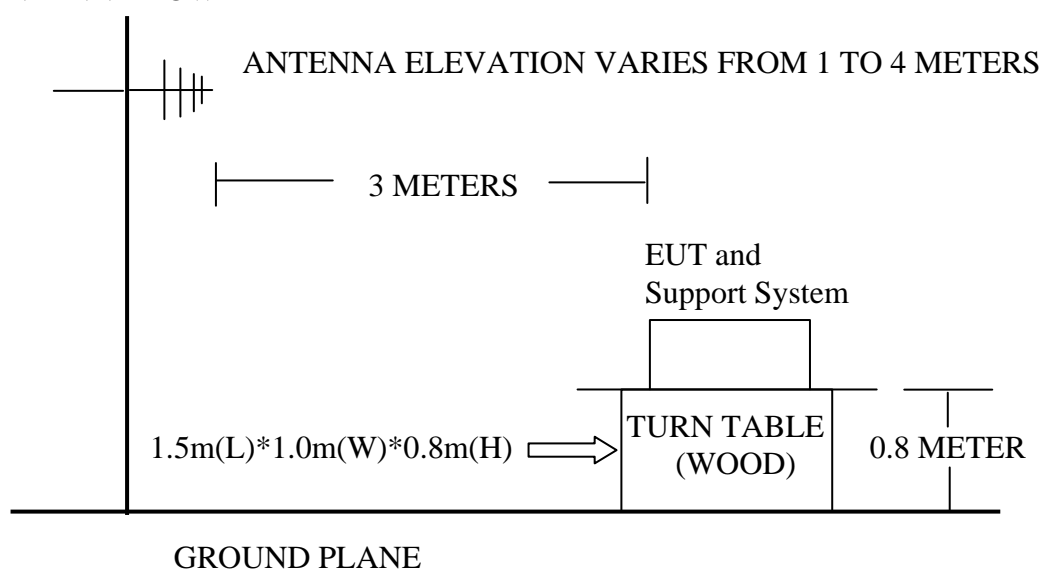 ANTENNA ELEVATION VARIES FROM 1 TO 4 METERS
3 METERS
EUT and
Support System
1.5m(L)*1.0m(W)*0.8m(H)
TURN TABLE
(WOOD)
0.8 METER
GROUND PLANE